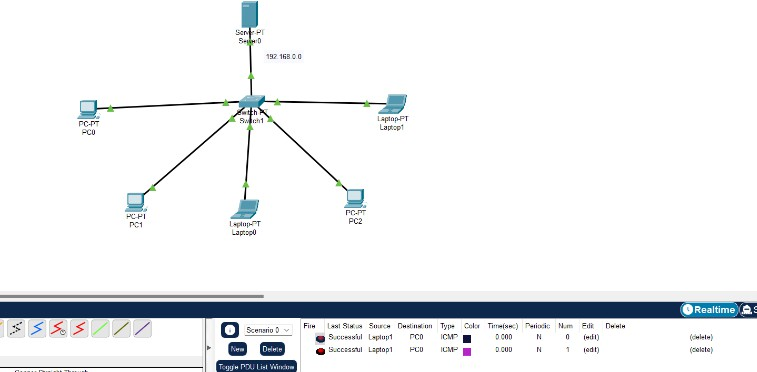 Server-PT
Server0
192.168.0.0
PC-PT
PC0
Switch-PT
Switch1
Laptop-PT
Laptop1
PC-PT
PC1
Laptop-PT
Laptop0
PC-PT
PC2
Realtime
S
Scenario 0
New
Delete
Toggle PDU List Window
Fire Last Status Source Destination Type Color Time(sec) Periodic Num Edit Delete
Successful Laptop1 PC0 ICMP 0.000 N 0 (edit) (delete)
Successful Laptop1 PC0 ICMP 0.000 N 1 (edit) (delete)